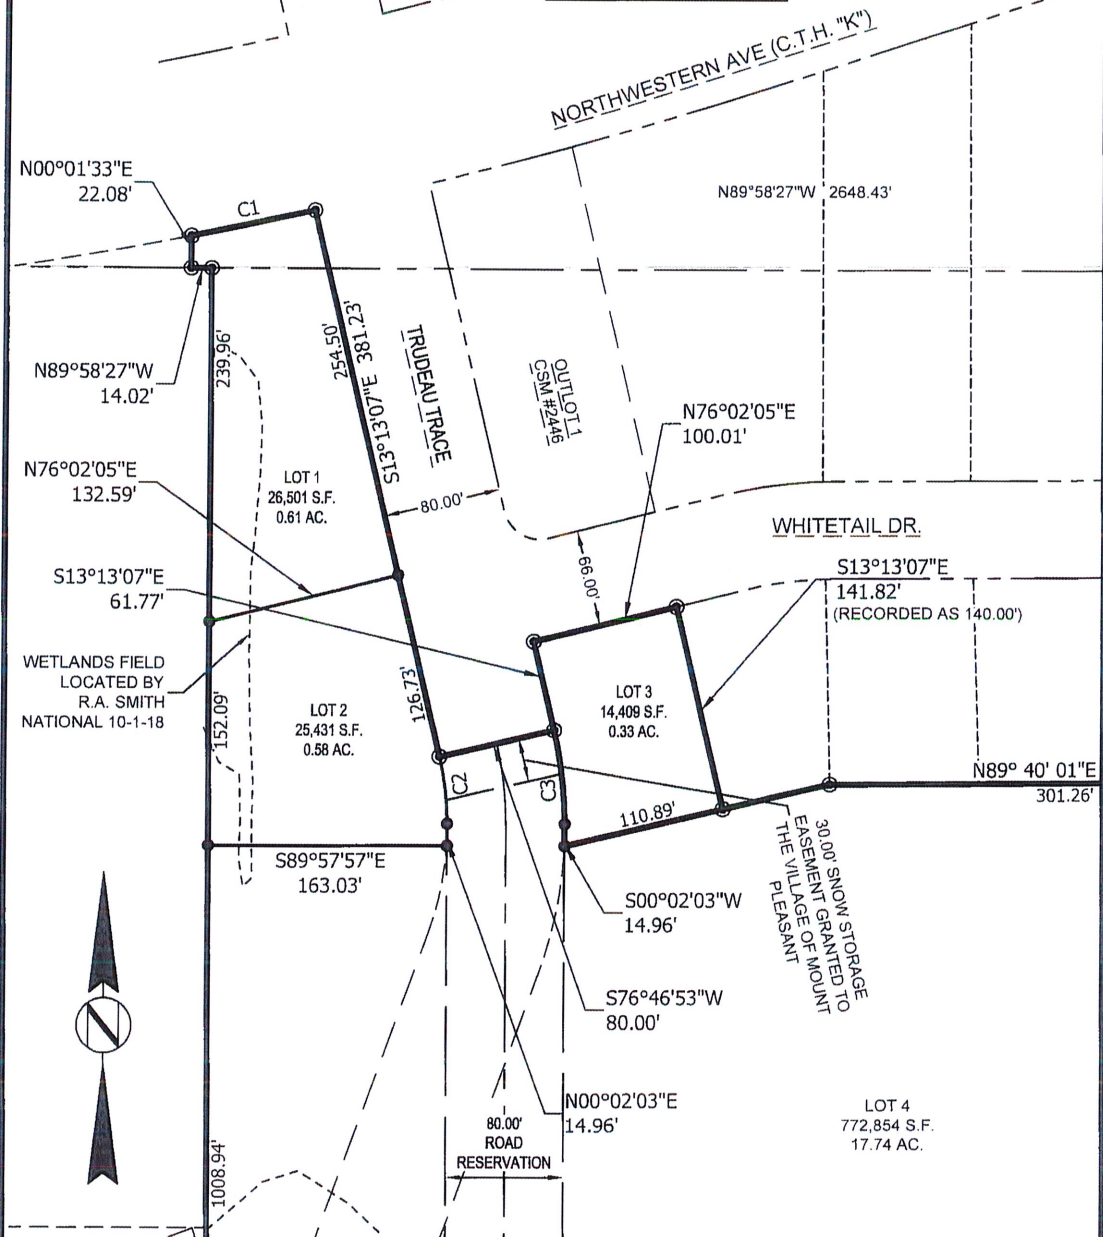 NORTHWESTERN AVE (C.T.H. "K")
N00°01'33"E
22.08'
C1
N89°58'27"W 2648.43'
N89°58'27"W
14.02'
239.96'
254.50'
S13°13'07"E 381.23'
TRUDEAU TRACE
OUTLOT 1
CSM #2446
N76°02'05"E
100.01'
N76°02'05"E
132.59'
LOT 1
26,501 S.F.
0.61 AC.
80.00'
WHITETAIL DR.
S13°13'07"E
61.77'
66.00'
S13°13'07"E
141.82'
(RECORDED AS 140.00')
WETLANDS FIELD
LOCATED BY
R.A. SMITH
NATIONAL 10-1-18
152.09'
LOT 2
25,431 S.F.
0.58 AC.
126.73'
LOT 3
14,409 S.F.
0.33 AC.
C2
C3
N89° 40' 01"E
301.26'
110.89'
S89°57'57"E
163.03'
30.00' SNOW STORAGE
EASEMENT GRANTED TO
THE VILLAGE OF MOUNT
PLEASANT
S00°02'03"W
14.96'
S76°46'53"W
80.00'
N
N00°02'03"E
14.96'
80.00'
ROAD
RESERVATION
LOT 4
772,854 S.F.
17.74 AC.
1008.94'